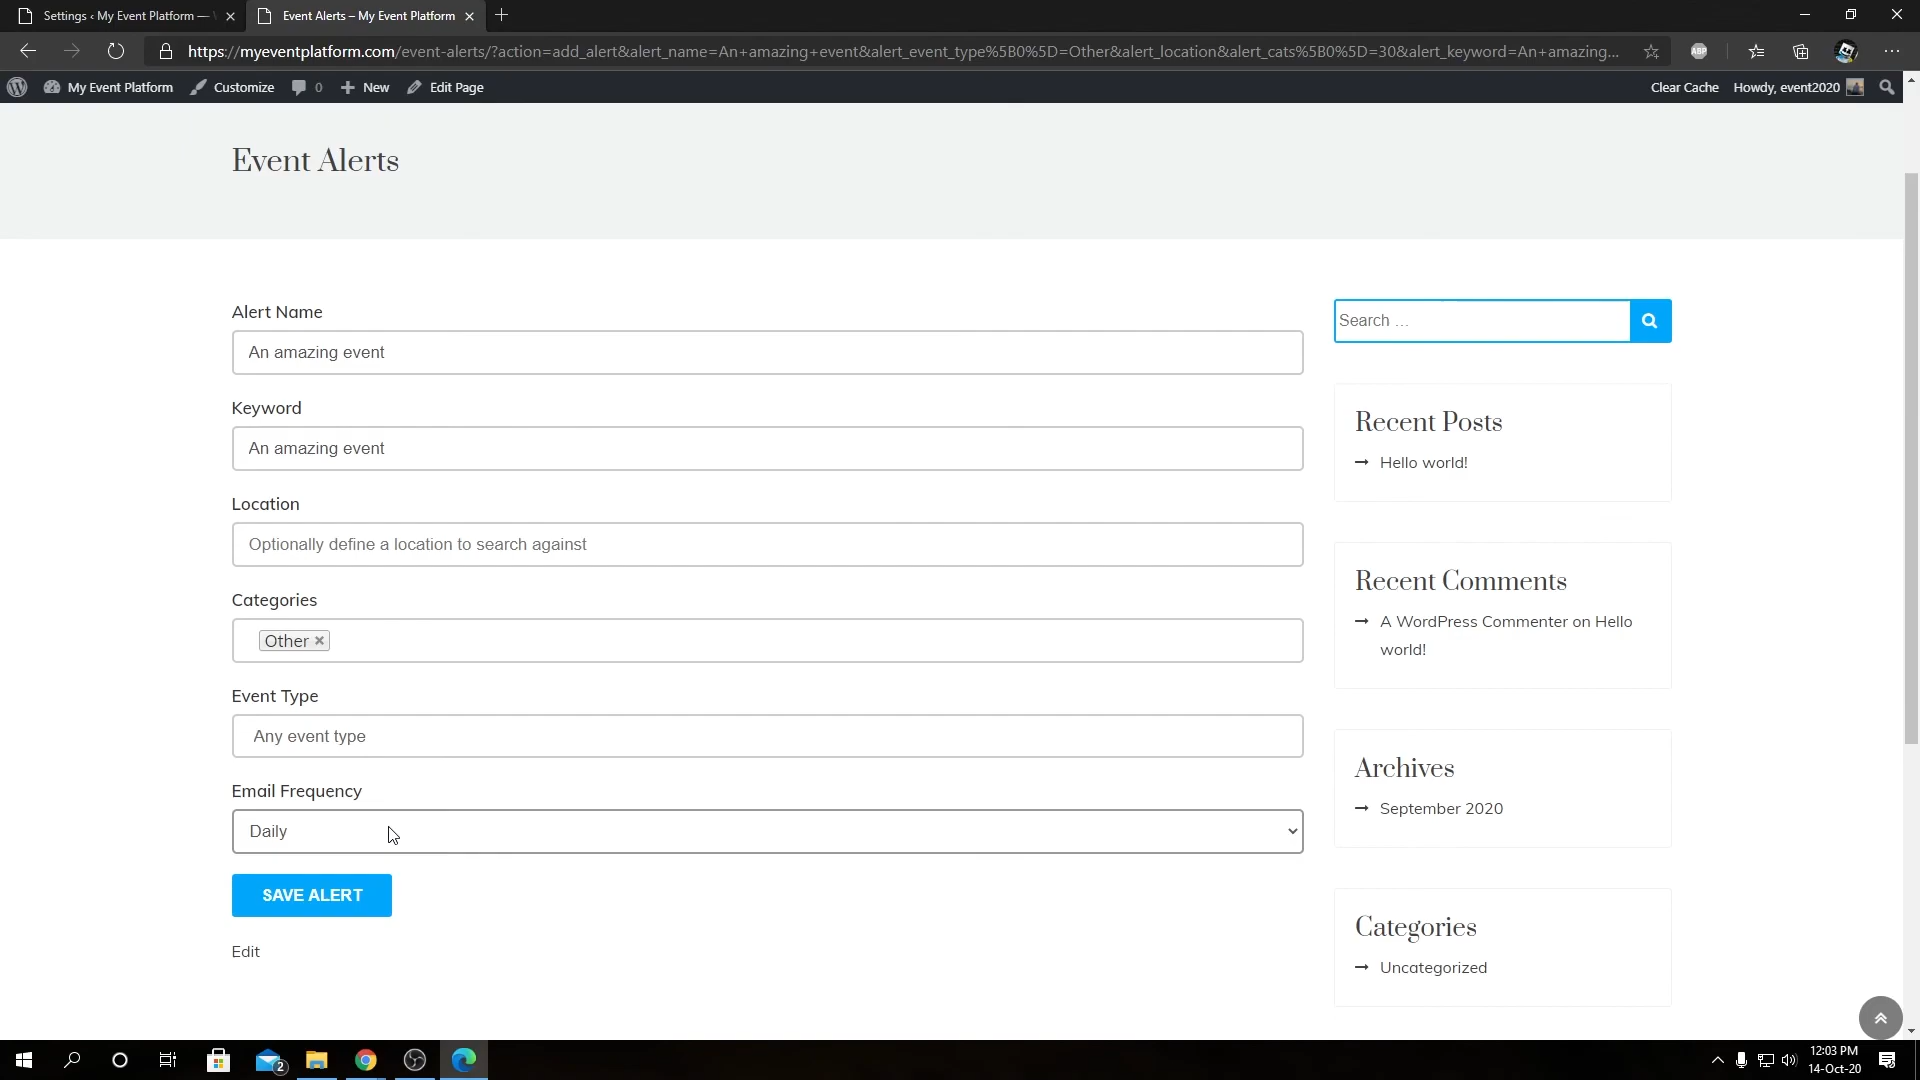 Settings ‹ My Event Platform —
Event Alerts – My Event Platform
https://myeventplatform.com/event-alerts/?action=add_alert&alert_name=An+amazing+event&alert_event_type%5B0%5D=Other&alert_location&alert_cats%5B0%5D=30&alert_keyword=An+amazing...
ABP
My Event Platform
Customize
0
New
Edit Page
Clear Cache
Howdy, event2020
Event Alerts
Alert Name
An amazing event
Keyword
An amazing event
Location
Optionally define a location to search against
Categories
Other
Event Type
Any event type
Email Frequency
Daily
SAVE ALERT
Edit
Search …
Recent Posts
Hello world!
Recent Comments
A WordPress Commenter on Hello
world!
Archives
September 2020
Categories
Uncategorized
2
12:03 PM
14-Oct-20